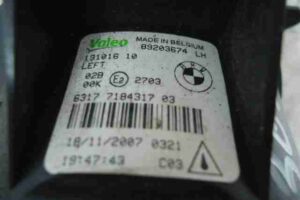 Valeo MADE IN BELGIUM
89203674 LH
131016 10
LEFT
02B E2 2703
00K
6317 7184317 03
18/11/2007 0321
19:47:43 C03